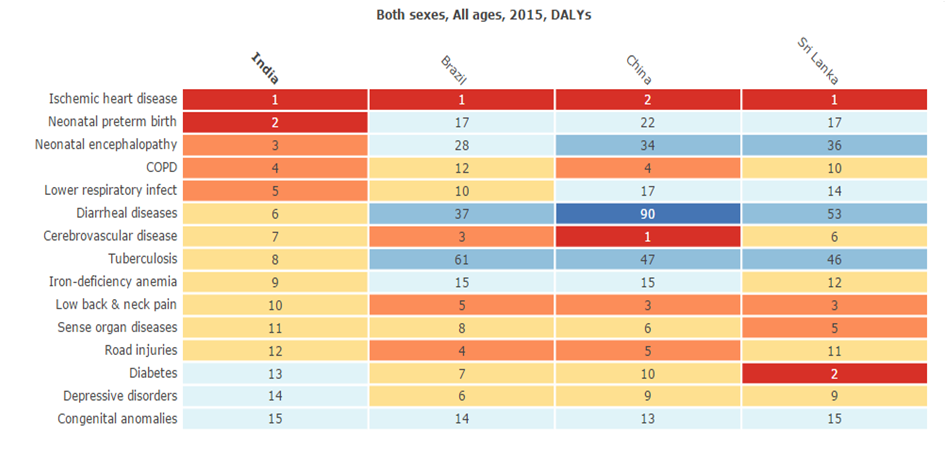 Both sexes, All ages, 2015, DALYs
India Brazil China Sri Lanka
Ischemic heart disease 1 1 2 1
Neonatal preterm birth 2 17 22 17
Neonatal encephalopathy 3 28 34 36
COPD 4 12 4 10
Lower respiratory infect 5 10 17 14
Diarrheal diseases 6 37 90 53
Cerebrovascular disease 7 3 1 6
Tuberculosis 8 61 47 46
Iron-deficiency anemia 9 15 15 12
Low back & neck pain 10 5 3 3
Sense organ diseases 11 8 6 5
Road injuries 12 4 5 11
Diabetes 13 7 10 2
Depressive disorders 14 6 9 9
Congenital anomalies 15 14 13 15